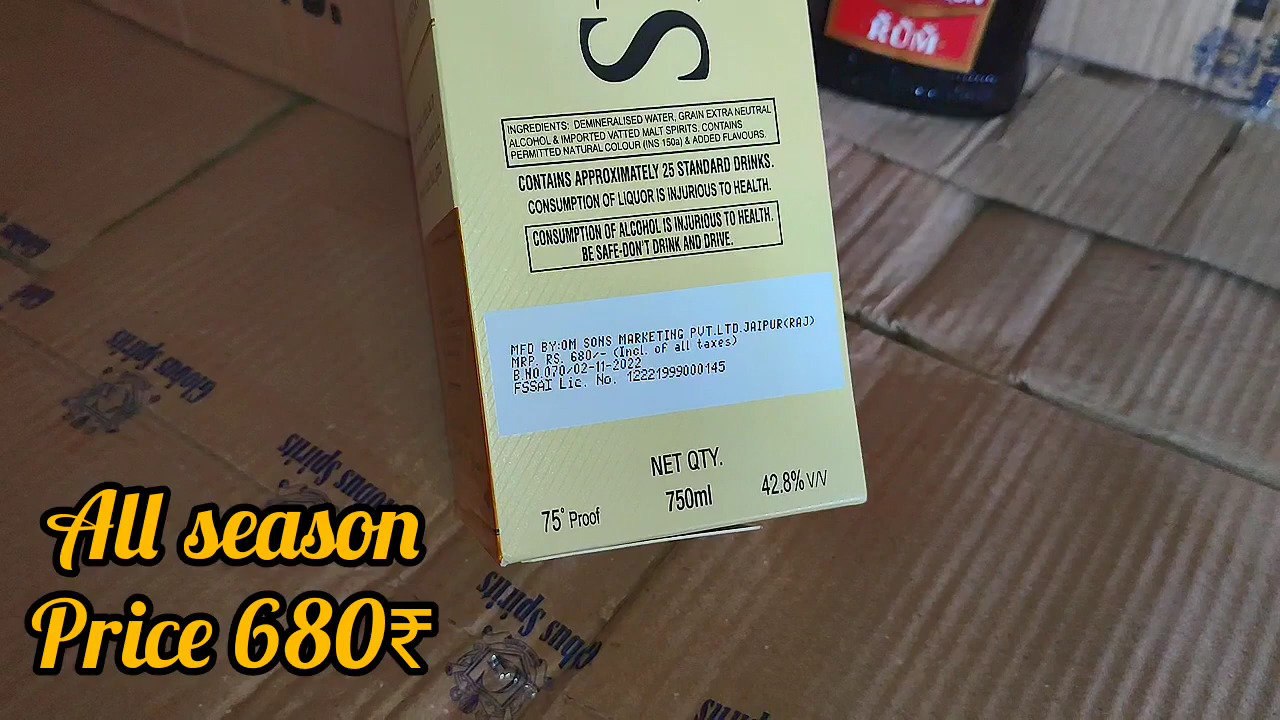 S
RUM
INGREDIENTS: DEMINERALISED WATER, GRAIN EXTRA NEUTRAL
ALCOHOL & IMPORTED VATTED MALT SPIRITS. CONTAINS
PERMITTED NATURAL COLOUR (INS 150a) & ADDED FLAVOURS.
CONTAINS APPROXIMATELY 25 STANDARD DRINKS.
CONSUMPTION OF LIQUOR IS INJURIOUS TO HEALTH.
CONSUMPTION OF ALCOHOL IS INJURIOUS TO HEALTH.
BE SAFE-DON'T DRINK AND DRIVE.
MFD BY:OM SONS MARKETING PVT.LTD.JAIPUR(RAJ)
MRP. RS. 680/- (Incl. of all taxes)
B.NO.070/02-11-2022
FSSAI Lic. No. 12221999000145
NET QTY.
75° Proof 750ml 42.8% V/V
Globus Spirits
Spirits
All season
Price 680₹